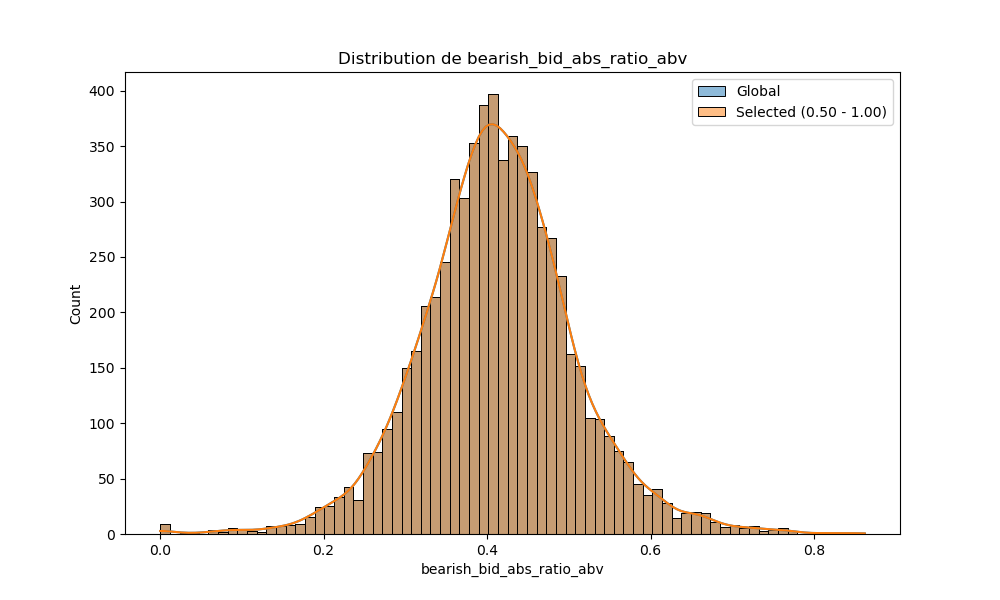 Distribution de bearish_bid_abs_ratio_abv
Global
Selected (0.50 - 1.00)
400
350
300
250
200
150
100
50
0
Count
0.0 0.2 0.4 0.6 0.8
bearish_bid_abs_ratio_abv